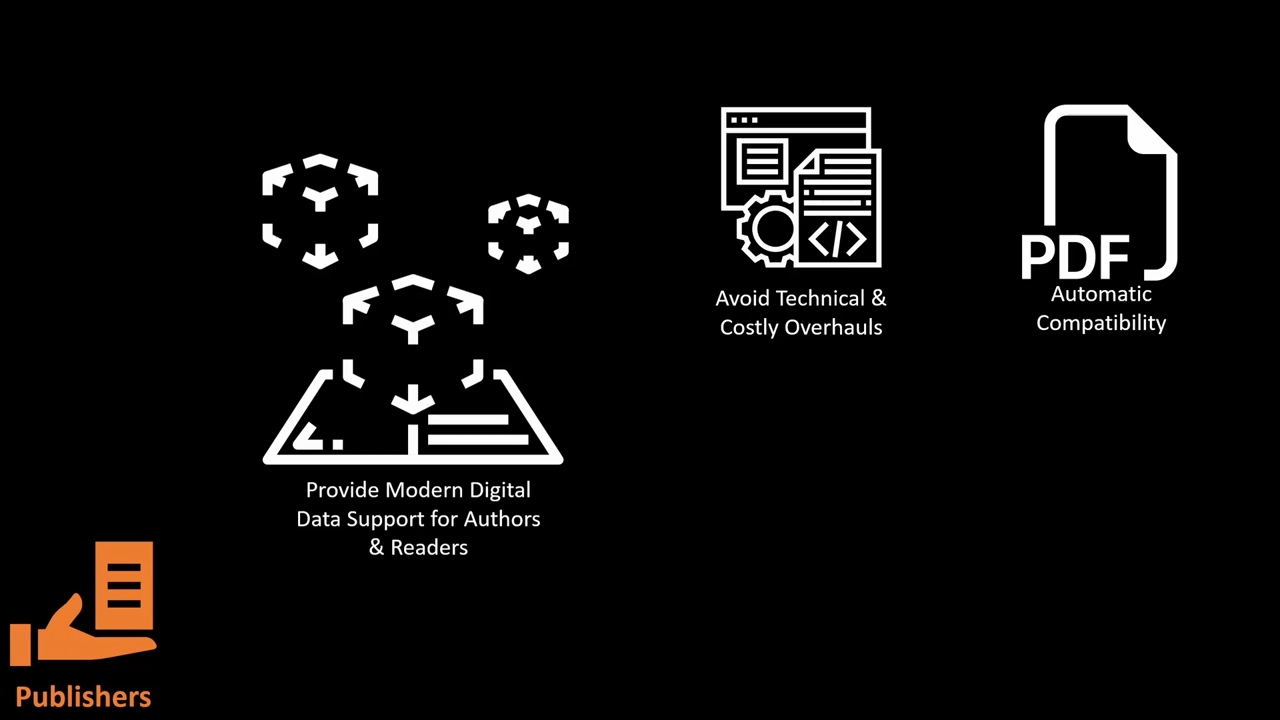 PDF
Avoid Technical &
Costly Overhauls
Automatic
Compatibility
Provide Modern Digital
Data Support for Authors
& Readers
Publishers